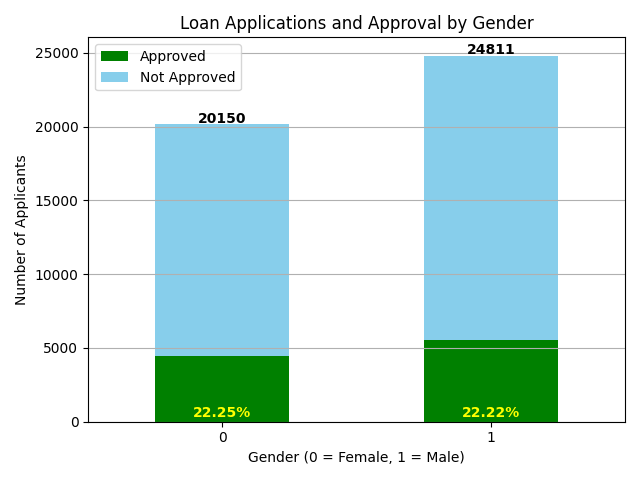 Loan Applications and Approval by Gender
Approved
Not Approved
Number of Applicants
25000
20000
15000
10000
5000
0
20150
24811
22.25%
22.22%
0
1
Gender (0 = Female, 1 = Male)